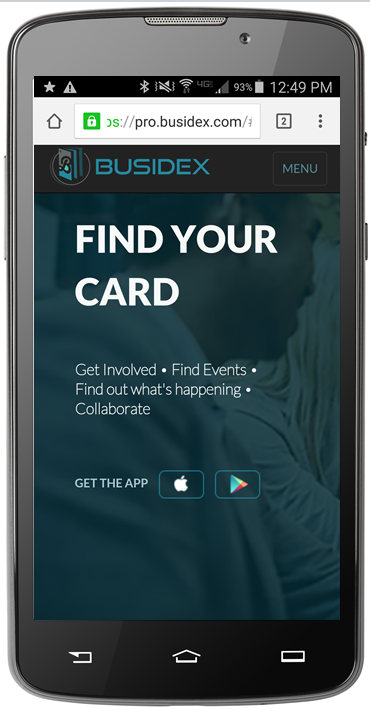 4G 93% 12:49 PM
ps://pro.busidex.com/# 2
BUSIDEX MENU
FIND YOUR
CARD
Get Involved • Find Events •
Find out what's happening •
Collaborate
GET THE APP